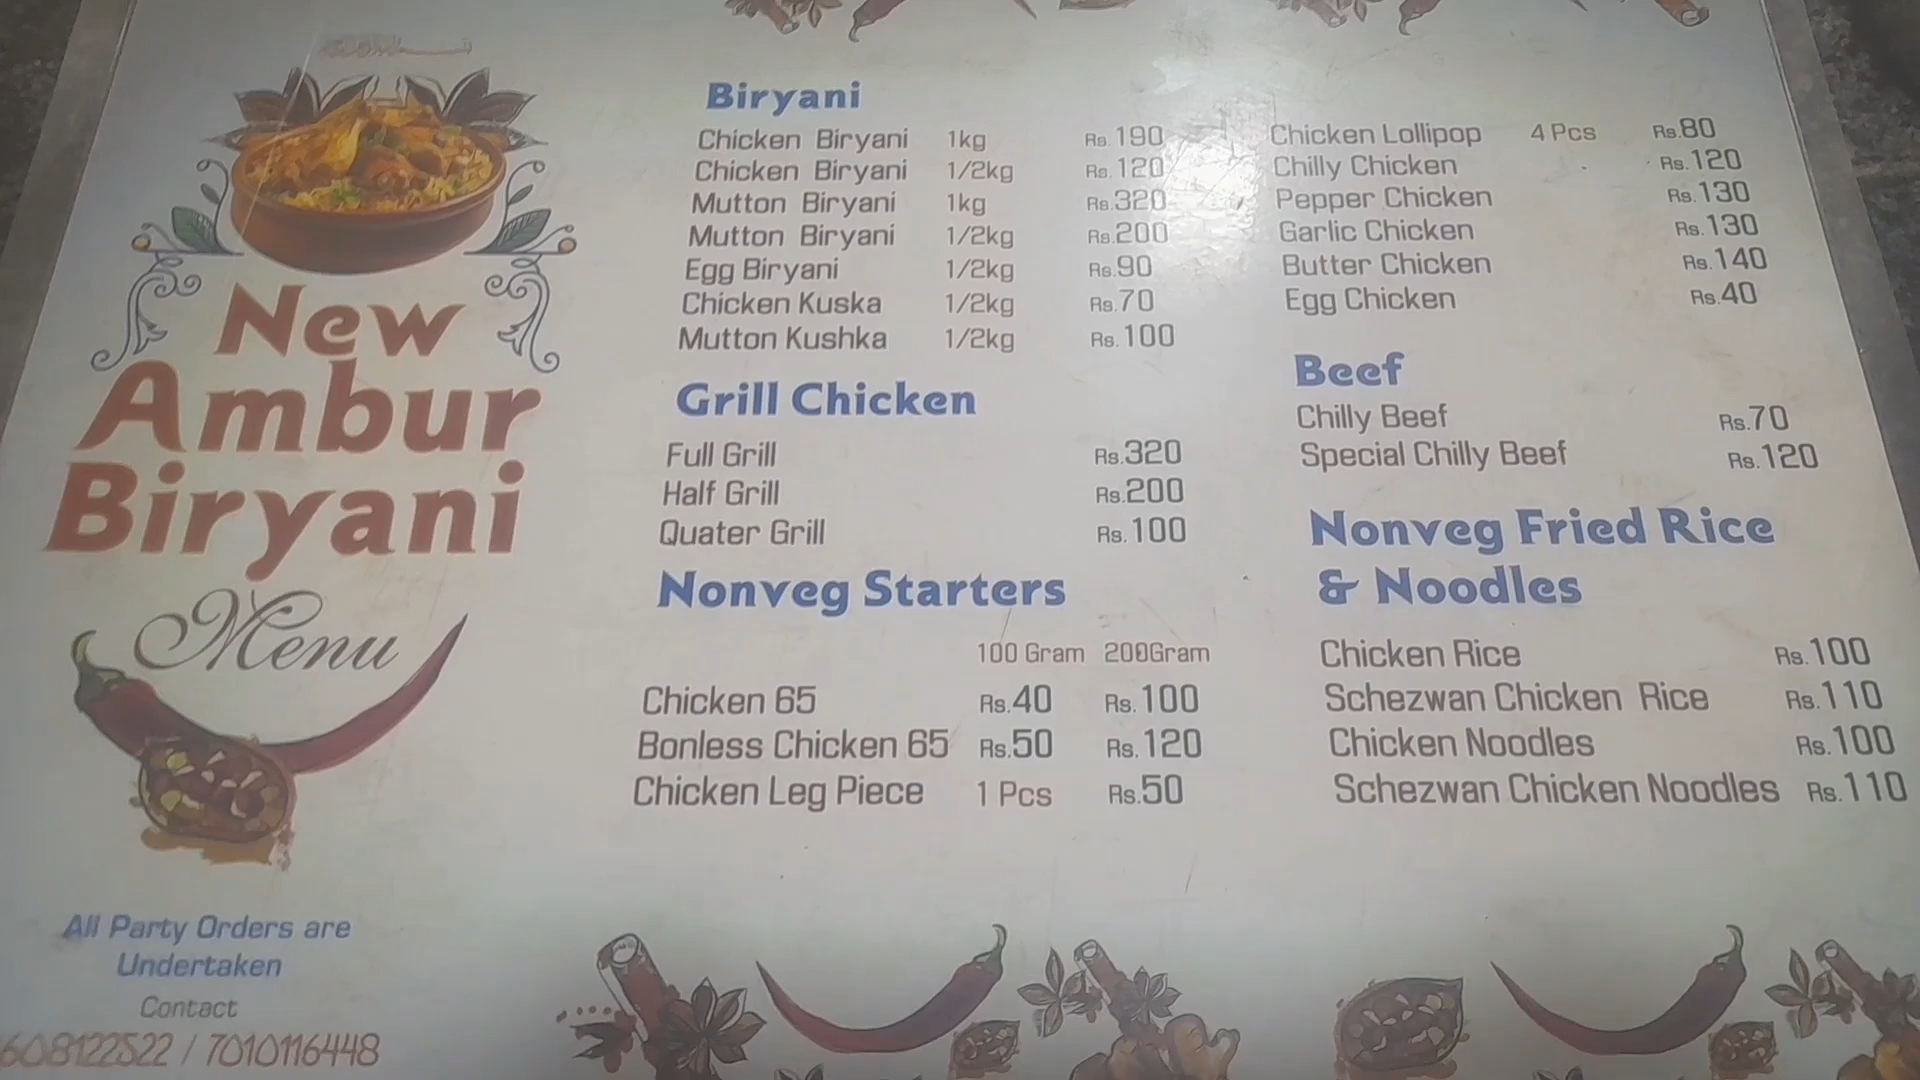 New
Ambur
Biryani
Menu
All Party Orders are
Undertaken
Contact
608122522 / 7010116448
Biryani
Chicken Biryani 1kg Rs. 190
Chicken Biryani 1/2kg Rs. 120
Mutton Biryani 1kg Rs.320
Mutton Biryani 1/2kg Rs.200
Egg Biryani 1/2kg Rs.90
Chicken Kuska 1/2kg Rs.70
Mutton Kushka 1/2kg Rs. 100
Grill Chicken
Full Grill Rs.320
Half Grill Rs.200
Quater Grill Rs. 100
Nonveg Starters
100 Gram 200Gram
Chicken 65 Rs.40 Rs. 100
Bonless Chicken 65 Rs.50 Rs. 120
Chicken Leg Piece 1 Pcs Rs.50
Chicken Lollipop 4 Pcs Rs.80
Chilly Chicken Rs. 120
Pepper Chicken Rs. 130
Garlic Chicken Rs. 130
Butter Chicken Rs. 140
Egg Chicken Rs.40
Beef
Chilly Beef Rs.70
Special Chilly Beef Rs. 120
Nonveg Fried Rice
& Noodles
Chicken Rice Rs. 100
Schezwan Chicken Rice Rs. 110
Chicken Noodles Rs. 100
Schezwan Chicken Noodles Rs. 110